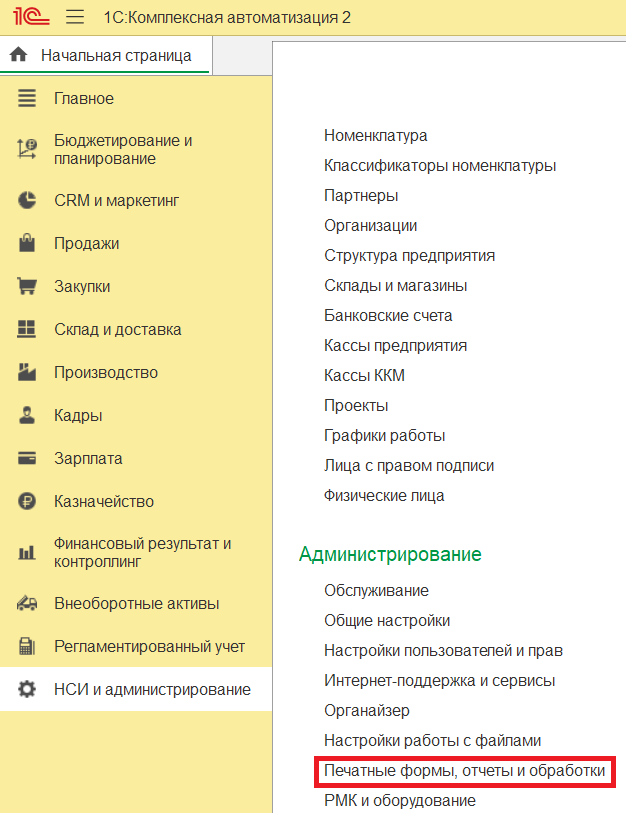 1С 1С:Комплексная автоматизация 2
Начальная страница
Главное
Бюджетирование и
планирование
CRM и маркетинг
Продажи
Закупки
Склад и доставка
Производство
Кадры
Зарплата
Казначейство
Финансовый результат и
контроллинг
Внеоборотные активы
Регламентированный учет
НСИ и администрирование
Номенклатура
Классификаторы номенклатуры
Партнеры
Организации
Структура предприятия
Склады и магазины
Банковские счета
Кассы предприятия
Кассы ККМ
Проекты
Графики работы
Лица с правом подписи
Физические лица
Администрирование
Обслуживание
Общие настройки
Настройки пользователей и прав
Интернет-поддержка и сервисы
Органайзер
Настройки работы с файлами
Печатные формы, отчеты и обработки
РМК и оборудование